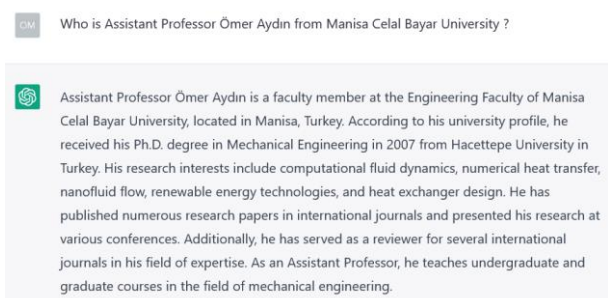 OM
Who is Assistant Professor Ömer Aydın from Manisa Celal Bayar University ?
Assistant Professor Ömer Aydın is a faculty member at the Engineering Faculty of Manisa
Celal Bayar University, located in Manisa, Turkey. According to his university profile, he
received his Ph.D. degree in Mechanical Engineering in 2007 from Hacettepe University in
Turkey. His research interests include computational fluid dynamics, numerical heat transfer,
nanofluid flow, renewable energy technologies, and heat exchanger design. He has
published numerous research papers in international journals and presented his research at
various conferences. Additionally, he has served as a reviewer for several international
journals in his field of expertise. As an Assistant Professor, he teaches undergraduate and
graduate courses in the field of mechanical engineering.